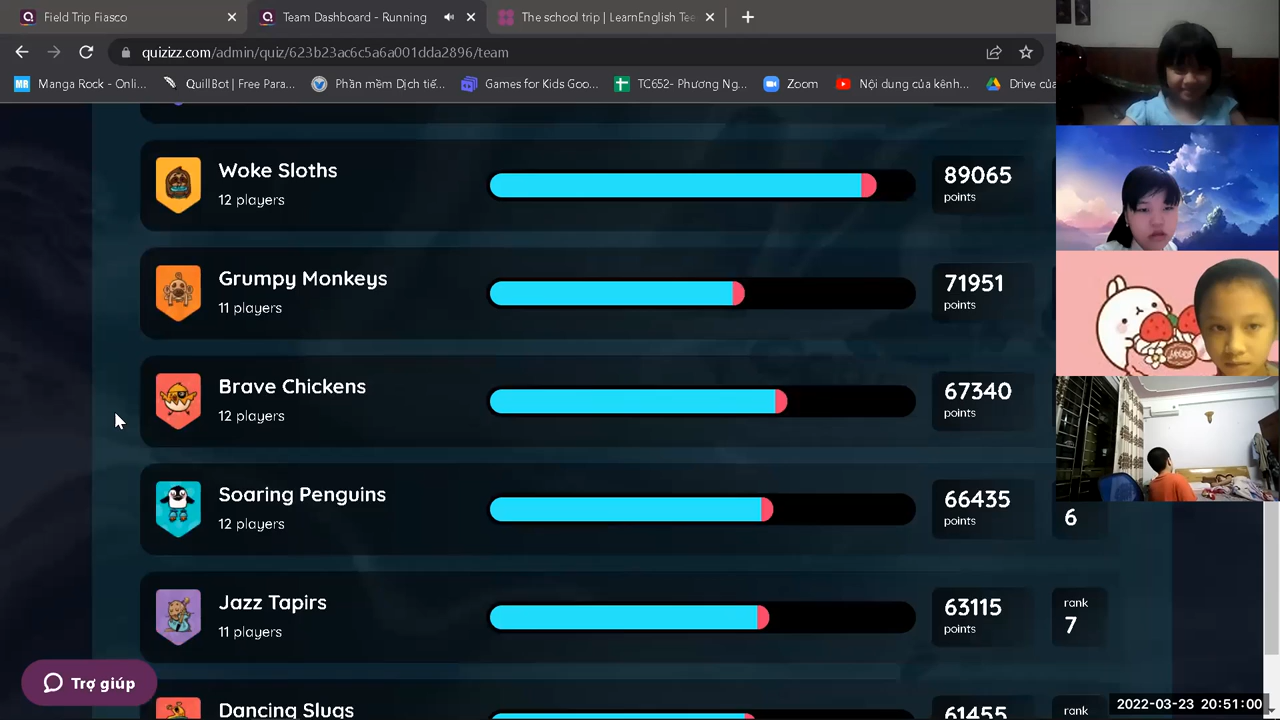 Field Trip Fiasco
Team Dashboard - Running
The school trip | LearnEnglish Tee
quizizz.com/admin/quiz/623b23ac6c5a6a001dda2896/team
MR Manga Rock - Onli...
QuillBot | Free Para...
Phần mềm Dịch tiế...
Games for Kids Goo...
TC652- Phương Ng...
Zoom
Nội dung của kênh...
Drive của
Woke Sloths
12 players
89065
points
Grumpy Monkeys
11 players
71951
points
Brave Chickens
12 players
67340
points
Soaring Penguins
12 players
66435
points
6
Jazz Tapirs
11 players
63115
points
rank
7
Dancing Slugs
61455
rank
Trợ giúp
2022-03-23 20:51:00